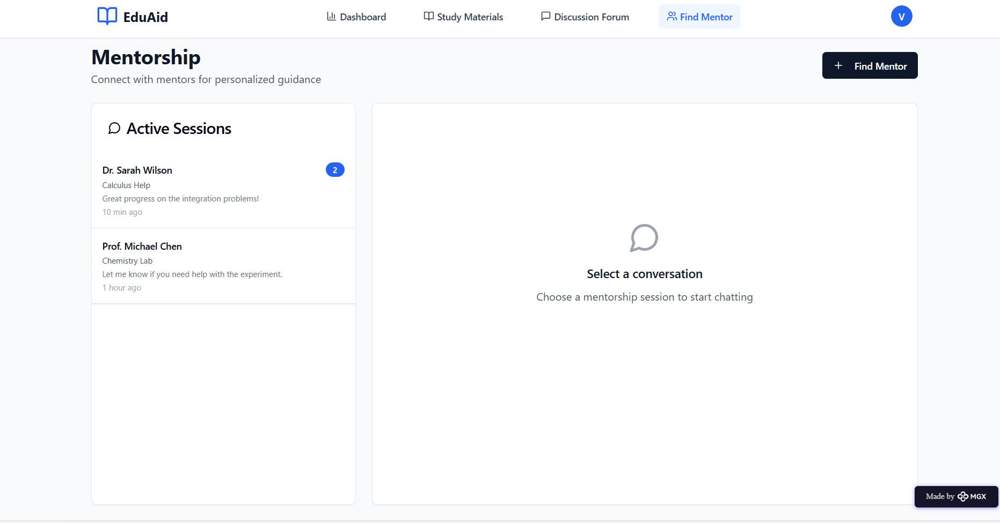 EduAid
Dashboard
Study Materials
Discussion Forum
Find Mentor
V
Mentorship
Connect with mentors for personalized guidance
+ Find Mentor
Active Sessions
Dr. Sarah Wilson
2
Calculus Help
Great progress on the integration problems!
10 min ago
Prof. Michael Chen
Chemistry Lab
Let me know if you need help with the experiment.
1 hour ago
Select a conversation
Choose a mentorship session to start chatting
Made by MGX